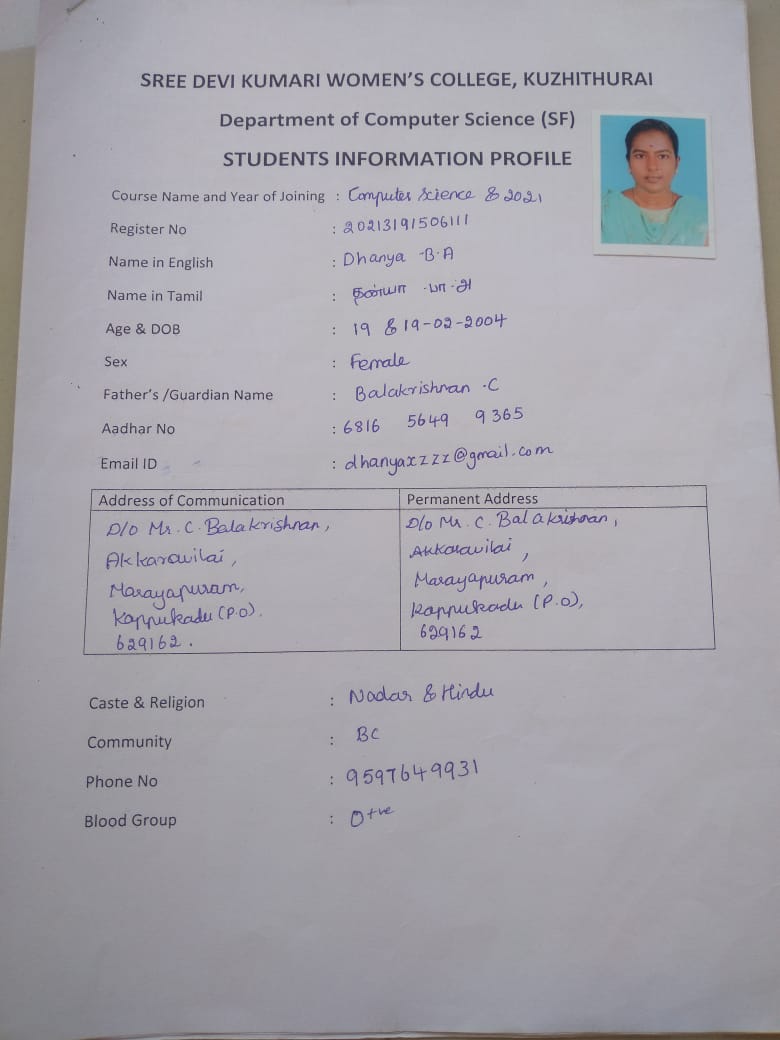 SREE DEVI KUMARI WOMEN'S COLLEGE, KUZHITHURAI
Department of Computer Science (SF)
STUDENTS INFORMATION PROFILE
Course Name and Year of Joining : Computer Science & 2021
Register No : 20213191506111
Name in English : Dhanya .B.A
Name in Tamil : தன்யா .பா.அ
Age & DOB : 19 & 19-02-2004
Sex : Female
Father's /Guardian Name : Balakrishnan .C
Aadhar No : 6816 5649 9365
Email ID : dhanyaxzzz@gmail.com
Address of Communication Permanent Address
D/o Mr. C. Balakrishnan, D/o Mr. C. Balakrishnan,
Akkaravilai, Akkaravilai,
Marayapuram, Marayapuram,
Kappukadu (P.O). Kappukadu (P.O),
629162. 629162
Caste & Religion : Nadar & Hindu
Community : BC
Phone No : 9597649931
Blood Group : O+ve